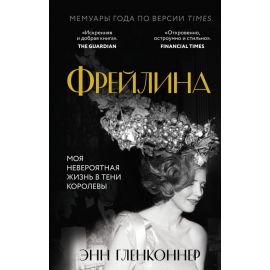 МЕМУАРЫ ГОДА ПО ВЕРСИИ TIMES
«Искренняя
и добрая книга».
THE GUARDIAN
«Откровенно,
остроумно и стильно».
FINANCIAL TIMES
ФРЕЙЛИНА
МОЯ
НЕВЕРОЯТНАЯ
ЖИЗНЬ В ТЕНИ
КОРОЛЕВЫ
ЭНН ГЛЕНКОННЕР